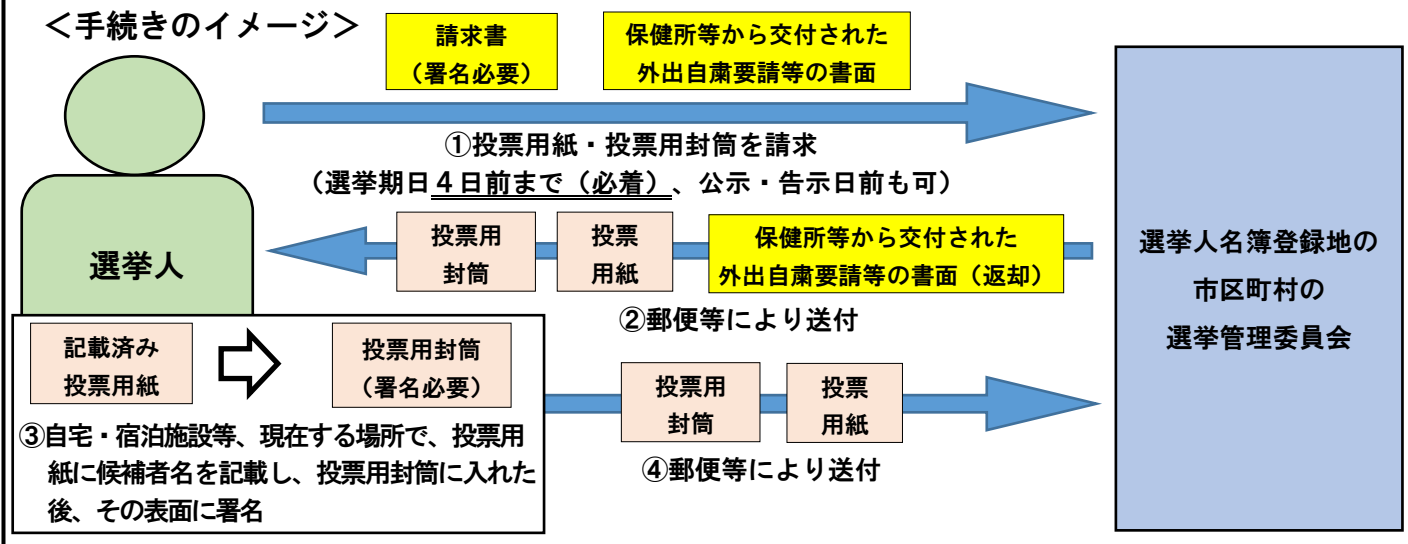 ＜手続きのイメージ＞
請求書
（署名必要）
保健所等から交付された
外出自粛要請等の書面
①投票用紙・投票用封筒を請求
（選挙期日４日前まで（必着）、公示・告示日前も可）
選挙人
投票用
封筒
投票
用紙
保健所等から交付された
外出自粛要請等の書面（返却）
②郵便等により送付
選挙人名簿登録地の
市区町村の
選挙管理委員会
記載済み
投票用紙
投票用封筒
（署名必要）
③自宅・宿泊施設等、現在する場所で、投票用
紙に候補者名を記載し、投票用封筒に入れた
後、その表面に署名
投票用
封筒
投票
用紙
④郵便等により送付